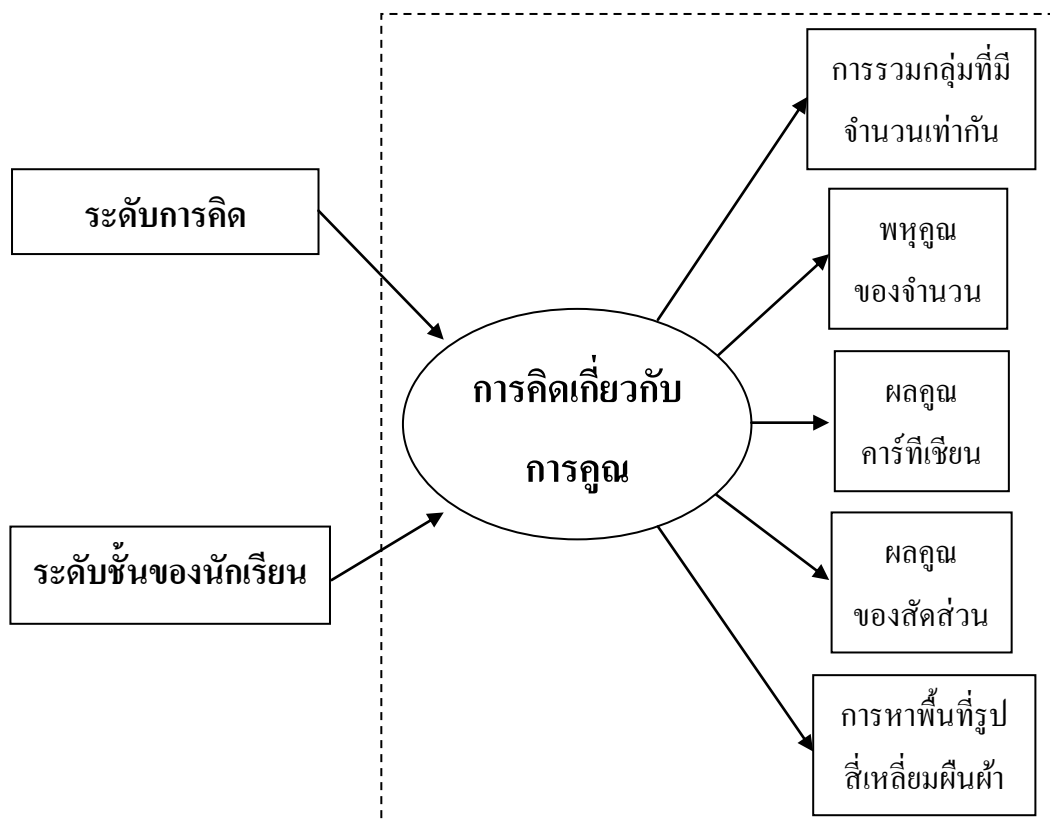 การรวมกลุ่มที่มี
จำนวนเท่ากัน
ระดับการคิด
พหุคูณ
ของจำนวน
การคิดเกี่ยวกับ
การคูณ
ผลคูณ
คาร์ทีเชียน
ระดับชั้นของนักเรียน
ผลคูณ
ของสัดส่วน
การหาพื้นที่รูป
สี่เหลี่ยมผืนผ้า